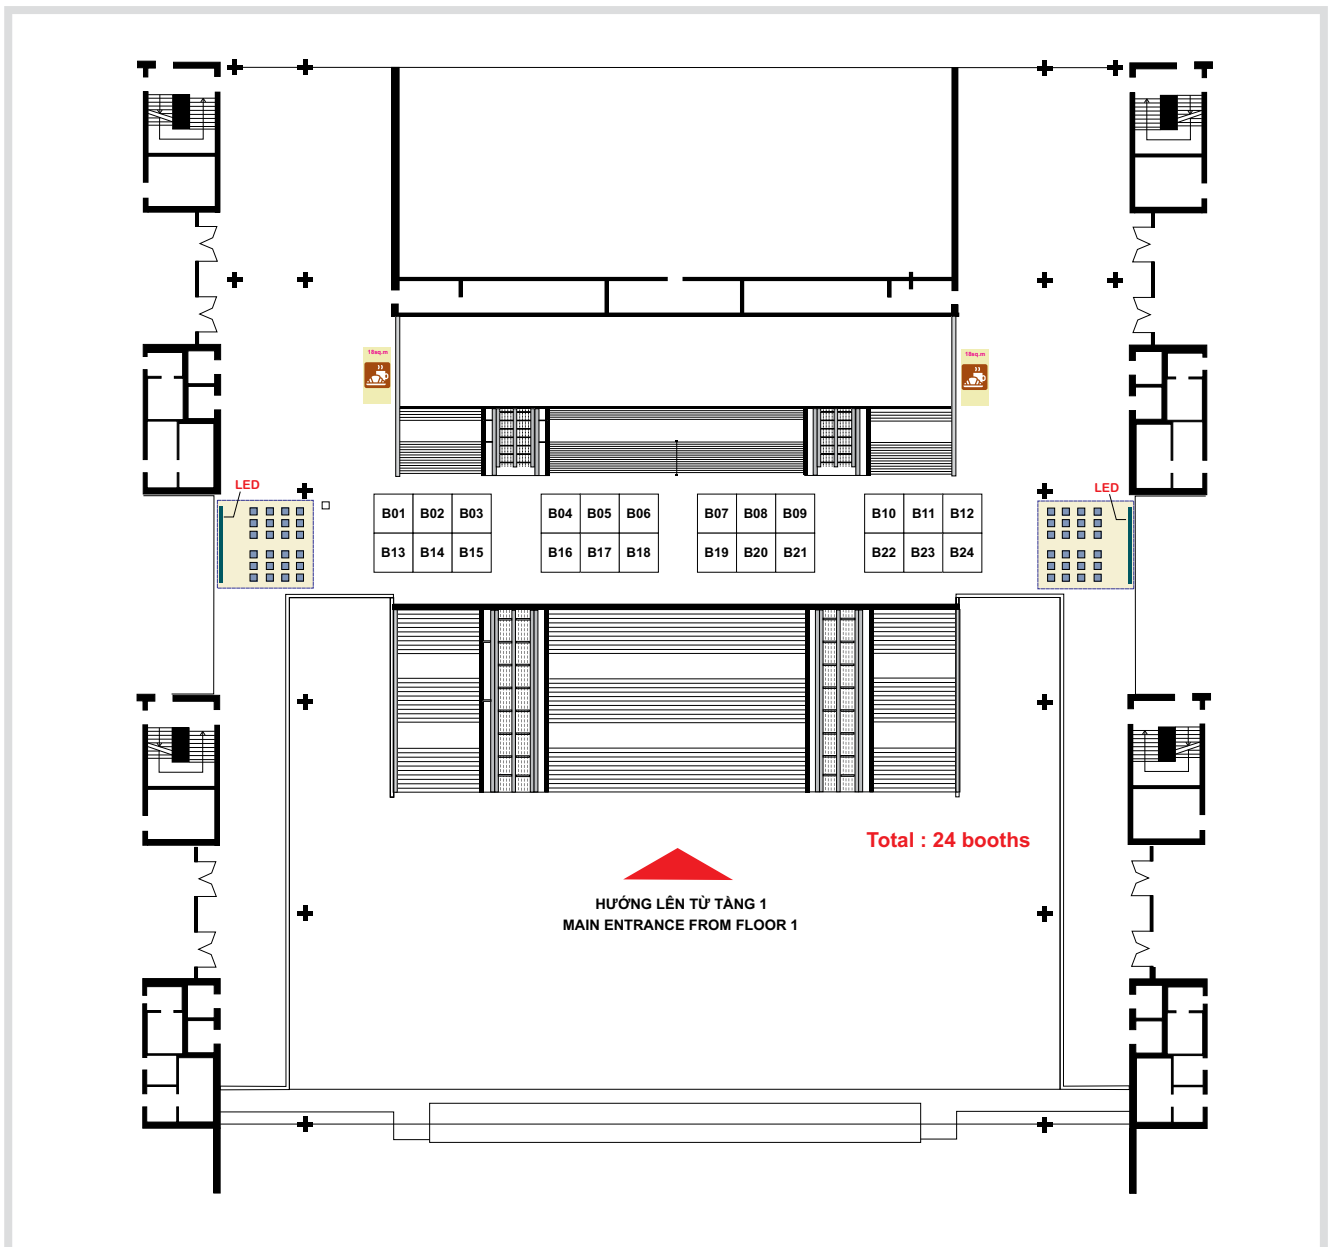 18sq.m
18sq.m
LED
LED
B01 B02 B03 B04 B05 B06 B07 B08 B09 B10 B11 B12
B13 B14 B15 B16 B17 B18 B19 B20 B21 B22 B23 B24
Total : 24 booths
HƯỚNG LÊN TỪ TẦNG 1
MAIN ENTRANCE FROM FLOOR 1